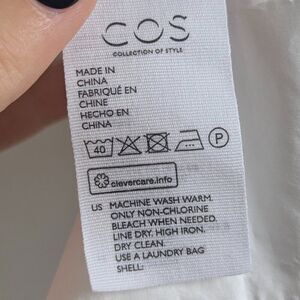 COS
COLLECTION OF STYLE
MADE IN
CHINA
FABRIQUÉ EN
CHINE
HECHO EN
CHINA
40
P
clevercare.info
US MACHINE WASH WARM.
ONLY NON-CHLORINE
BLEACH WHEN NEEDED.
LINE DRY. HIGH IRON.
DRY CLEAN.
USE A LAUNDRY BAG
SHELL: